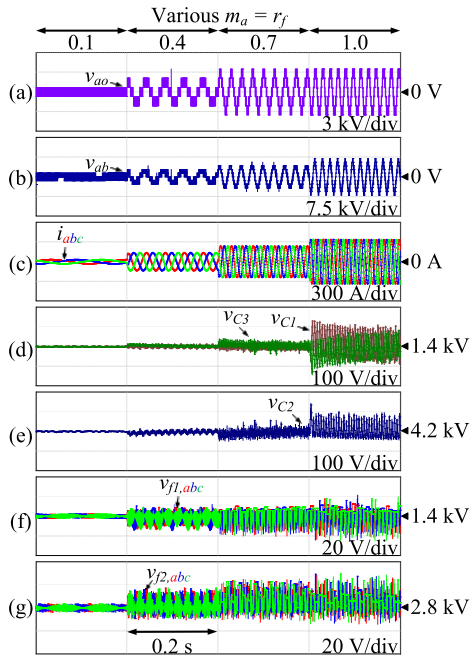 Various mₐ = r_f
0.1 0.4 0.7 1.0
(a) v_ao 0 V
3 kV/div
(b) v_ab 0 V
7.5 kV/div
(c) i_abc 0 A
300 A/div
(d) v_C3 v_C1 1.4 kV
100 V/div
(e) v_C2 4.2 kV
100 V/div
(f) v_f1,abc 1.4 kV
20 V/div
(g) v_f2,abc 2.8 kV
0.2 s 20 V/div